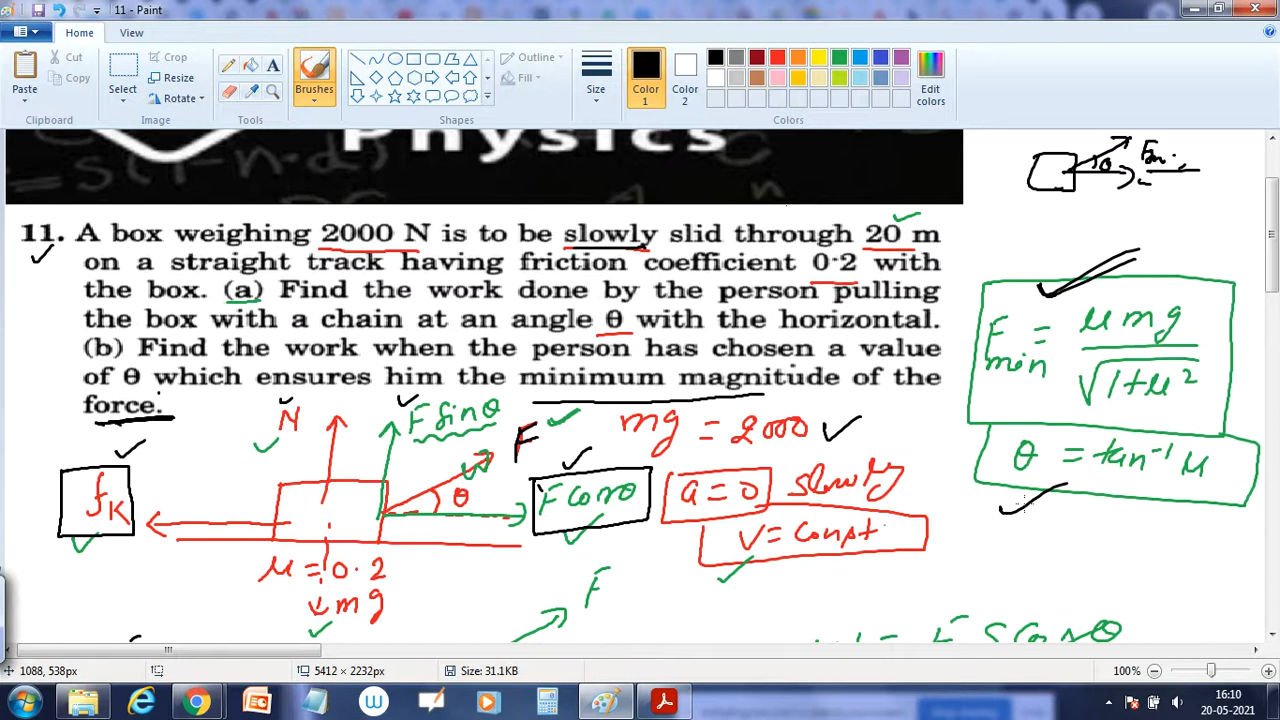 11 - Paint
Home
View
Paste
Cut
Copy
Clipboard
Select
Crop
Resize
Rotate
Image
Tools
Brushes
Shapes
Outline
Fill
Size
Color 1
Color 2
Edit colors
Colors
Physics
= s(1-n·d)
n
θ
11. A box weighing 2000 N is to be slowly slid through 20 m
on a straight track having friction coefficient 0·2 with
the box. (a) Find the work done by the person pulling
the box with a chain at an angle θ with the horizontal.
(b) Find the work when the person has chosen a value
of θ which ensures him the minimum magnitude of the
force.
F min = μmg / √1+μ²
θ = tan⁻¹ μ
N
F sinθ
F
mg = 2000
fK
θ
F cosθ
a = 0 slowly
V = const
μ = 0.2
mg
F
= F S cosθ
1088, 538px
5412 × 2232px
Size: 31.1KB
100%
16:10
20-05-2021